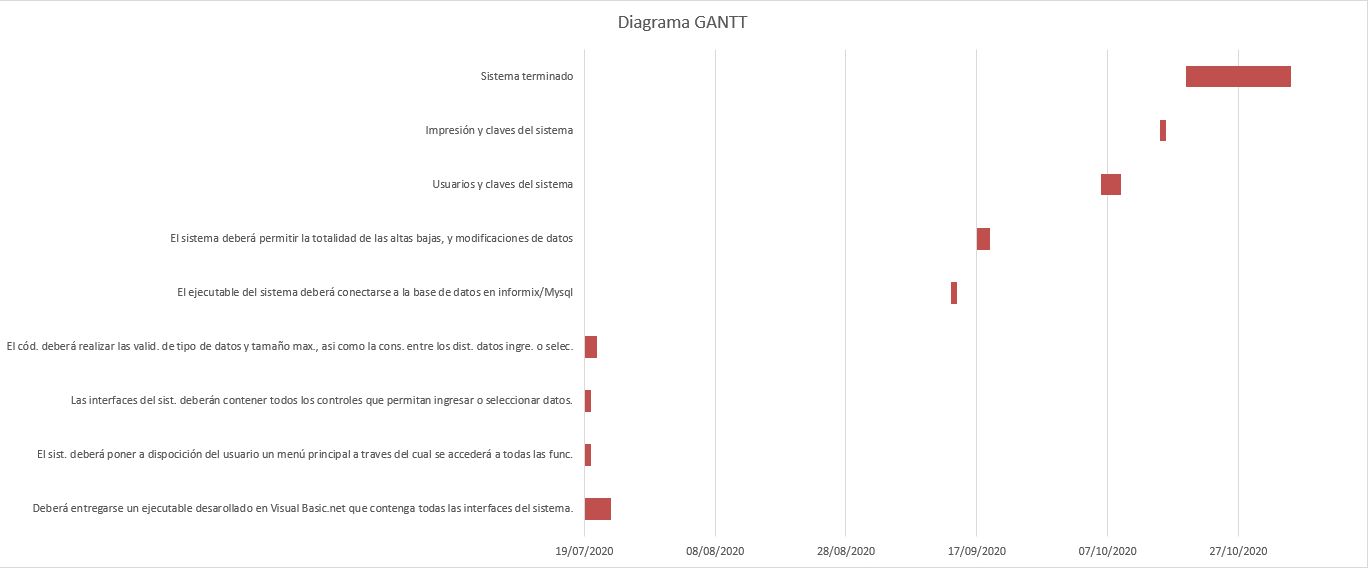 Diagrama GANTT
Sistema terminado
Impresión y claves del sistema
Usuarios y claves del sistema
El sistema deberá permitir la totalidad de las altas bajas, y modificaciones de datos
El ejecutable del sistema deberá conectarse a la base de datos en informix/Mysql
El cód. deberá realizar las valid. de tipo de datos y tamaño max., asi como la cons. entre los dist. datos ingre. o selec.
Las interfaces del sist. deberán contener todos los controles que permitan ingresar o seleccionar datos.
El sist. deberá poner a dispocición del usuario un menú principal a traves del cual se accederá a todas las func.
Deberá entregarse un ejecutable desarollado en Visual Basic.net que contenga todas las interfaces del sistema.
19/07/2020 08/08/2020 28/08/2020 17/09/2020 07/10/2020 27/10/2020